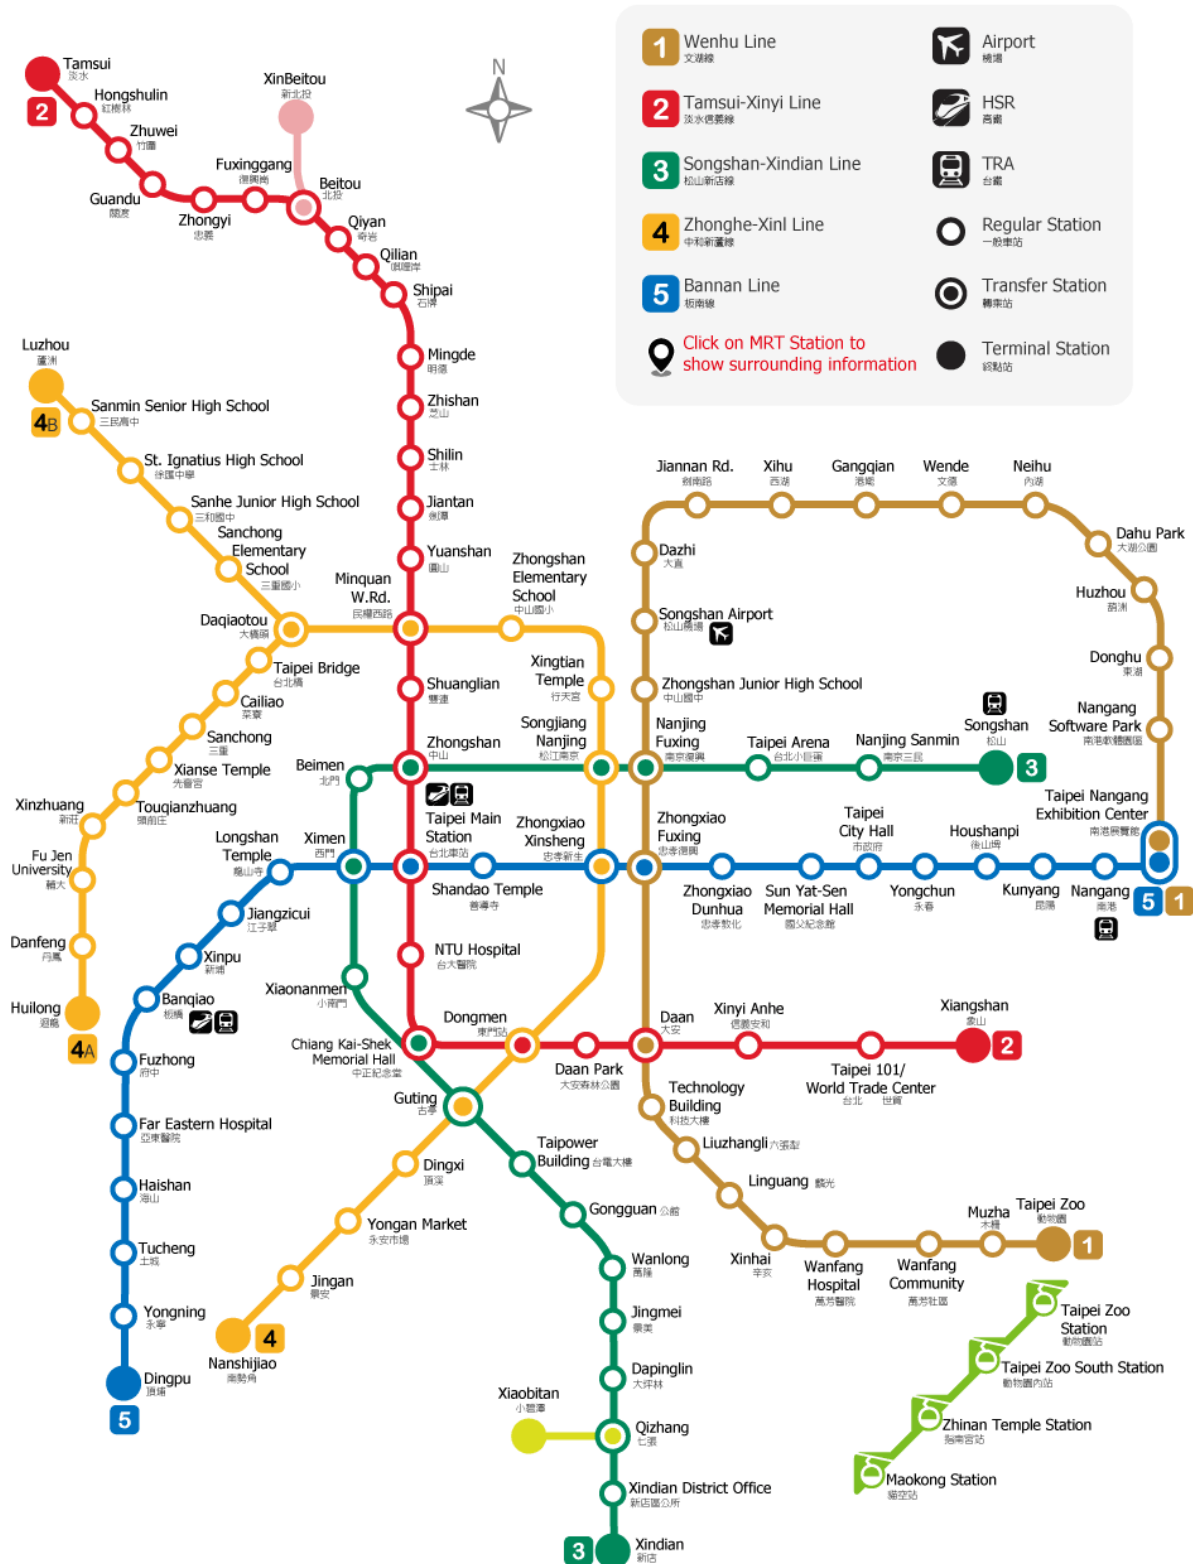 1 Wenhu Line
文湖線
2 Tamsui-Xinyi Line
淡水信義線
3 Songshan-Xindian Line
松山新店線
4 Zhonghe-Xinl Line
中和新蘆線
5 Bannan Line
板南線
Click on MRT Station to
show surrounding information
Airport
機場
HSR
高鐵
TRA
台鐵
Regular Station
一般車站
Transfer Station
轉乘站
Terminal Station
終點站
N
Tamsui
淡水
2
Hongshulin
紅樹林
Zhuwei
竹圍
Guandu
關渡
Zhongyi
忠義
Fuxinggang
復興崗
XinBeitou
新北投
Beitou
北投
Qiyan
奇岩
Qilian
唭哩岸
Shipai
石牌
Mingde
明德
Zhishan
芝山
Shilin
士林
Jiantan
劍潭
Yuanshan
圓山
Minquan
W.Rd.
民權西路
Shuanglian
雙連
Zhongshan
中山
Taipei Main
Station
台北車站
NTU Hospital
台大醫院
Chiang Kai-Shek
Memorial Hall
中正紀念堂
Dongmen
東門站
Daan Park
大安森林公園
Daan
大安
Xinyi Anhe
信義安和
Taipei 101/
World Trade Center
台北 世貿
Xiangshan
象山
2
Luzhou
蘆洲
4B
Sanmin Senior High School
三民高中
St. Ignatius High School
徐匯中學
Sanhe Junior High School
三和國中
Sanchong
Elementary
School
三重國小
Daqiaotou
大橋頭
Taipei Bridge
台北橋
Cailiao
菜寮
Sanchong
三重
Xianse Temple
先嗇宮
Touqianzhuang
頭前庄
Xinzhuang
新莊
Fu Jen
University
輔大
Danfeng
丹鳳
Huilong
迴龍
4A
Zhongshan
Elementary
School
中山國小
Xingtian
Temple
行天宮
Songjiang
Nanjing
松江南京
Zhongxiao
Xinsheng
忠孝新生
Guting
古亭
Dingxi
頂溪
Yongan Market
永安市場
Jingan
景安
Nanshijiao
南勢角
4
Jiannan Rd.
劍南路
Xihu
西湖
Gangqian
港墘
Wende
文德
Neihu
內湖
Dahu Park
大湖公園
Huzhou
葫洲
Donghu
東湖
Nangang
Software Park
南港軟體園區
Taipei Nangang
Exhibition Center
南港展覽館
5 1
Dazhi
大直
Songshan Airport
松山機場
Zhongshan Junior High School
中山國中
Nanjing
Fuxing
南京復興
Zhongxiao
Fuxing
忠孝復興
Technology
Building
科技大樓
Liuzhangli 六張犁
Linguang 麟光
Xinhai
辛亥
Wanfang
Hospital
萬芳醫院
Wanfang
Community
萬芳社區
Muzha
木柵
Taipei Zoo
動物園
1
Beimen
北門
Taipei Arena
台北小巨蛋
Nanjing Sanmin
南京三民
Songshan
松山
3
Ximen
西門
Xiaonanmen
小南門
Taipower
Building 台電大樓
Gongguan 公館
Wanlong
萬隆
Jingmei
景美
Dapinglin
大坪林
Xiaobitan
小碧潭
Qizhang
七張
Xindian District Office
新店區公所
3
Xindian
新店
Longshan
Temple
龍山寺
Shandao Temple
善導寺
Zhongxiao
Dunhua
忠孝敦化
Sun Yat-Sen
Memorial Hall
國父紀念館
Taipei
City Hall
市政府
Yongchun
永春
Houshanpi
後山埤
Kunyang
昆陽
Nangang
南港
Jiangzicui
江子翠
Xinpu
新埔
Banqiao
板橋
Fuzhong
府中
Far Eastern Hospital
亞東醫院
Haishan
海山
Tucheng
土城
Yongning
永寧
Dingpu
頂埔
5
Taipei Zoo
Station
動物園站
Taipei Zoo South Station
動物園內站
Zhinan Temple Station
指南宮站
Maokong Station
貓空站